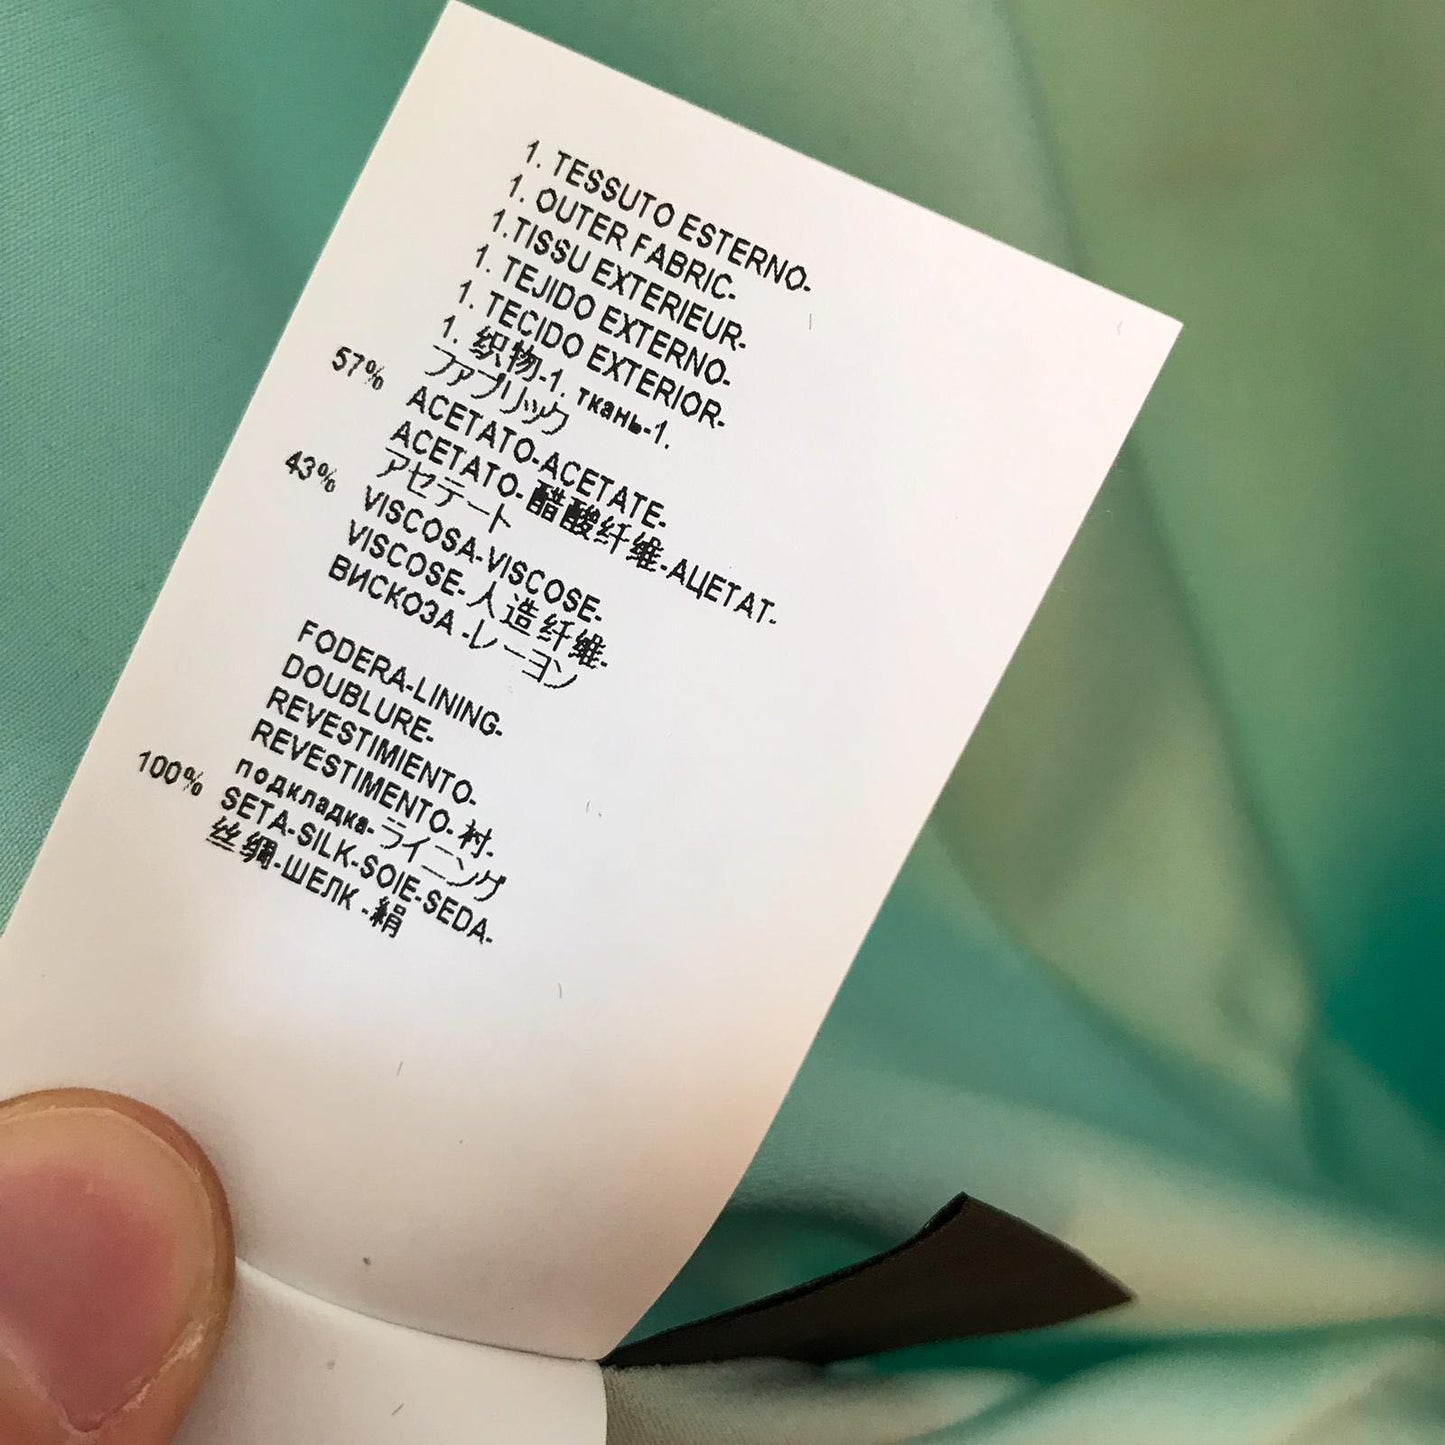 1. TESSUTO ESTERNO-
1. OUTER FABRIC-
1.TISSU EXTERIEUR-
1. TEJIDO EXTERNO-
1. TECIDO EXTERIOR-
1. 织物-1. ткань-1.
ファブリック
57% ACETATO-ACETATE-
ACETATO-醋酸纤维-АЦЕТАТ-
アセテート
43% VISCOSA-VISCOSE-
VISCOSE-人造纤维-
ВИСКОЗА-レーヨン
FODERA-LINING-
DOUBLURE-
REVESTIMIENTO-
REVESTIMENTO-衬-
подкладка-ライニング
100% SETA-SILK-SOIE-SEDA-
丝绸-ШЕЛК-絹